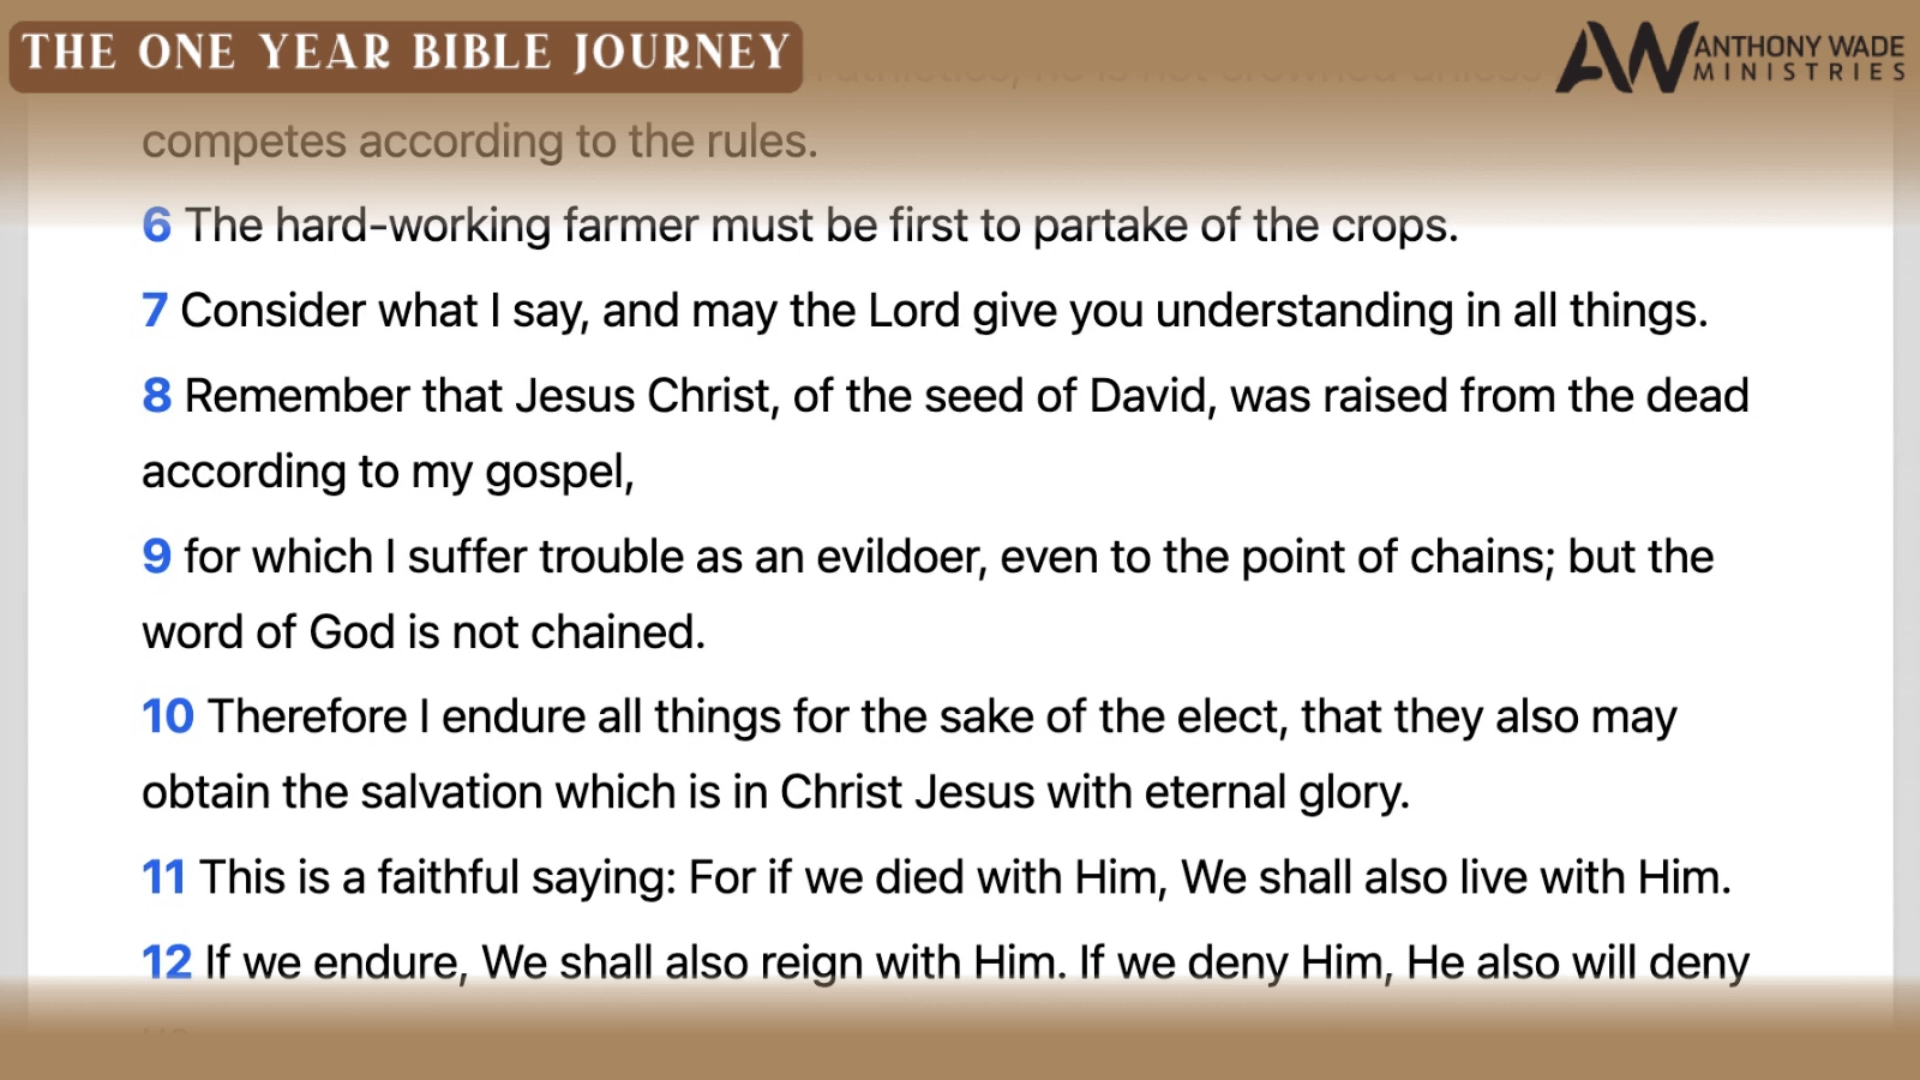 THE ONE YEAR BIBLE JOURNEY
ANTHONY WADE
MINISTRIES
athletics, he is not crowned unless
competes according to the rules.
6 The hard-working farmer must be first to partake of the crops.
7 Consider what I say, and may the Lord give you understanding in all things.
8 Remember that Jesus Christ, of the seed of David, was raised from the dead
according to my gospel,
9 for which I suffer trouble as an evildoer, even to the point of chains; but the
word of God is not chained.
10 Therefore I endure all things for the sake of the elect, that they also may
obtain the salvation which is in Christ Jesus with eternal glory.
11 This is a faithful saying: For if we died with Him, We shall also live with Him.
12 If we endure, We shall also reign with Him. If we deny Him, He also will deny